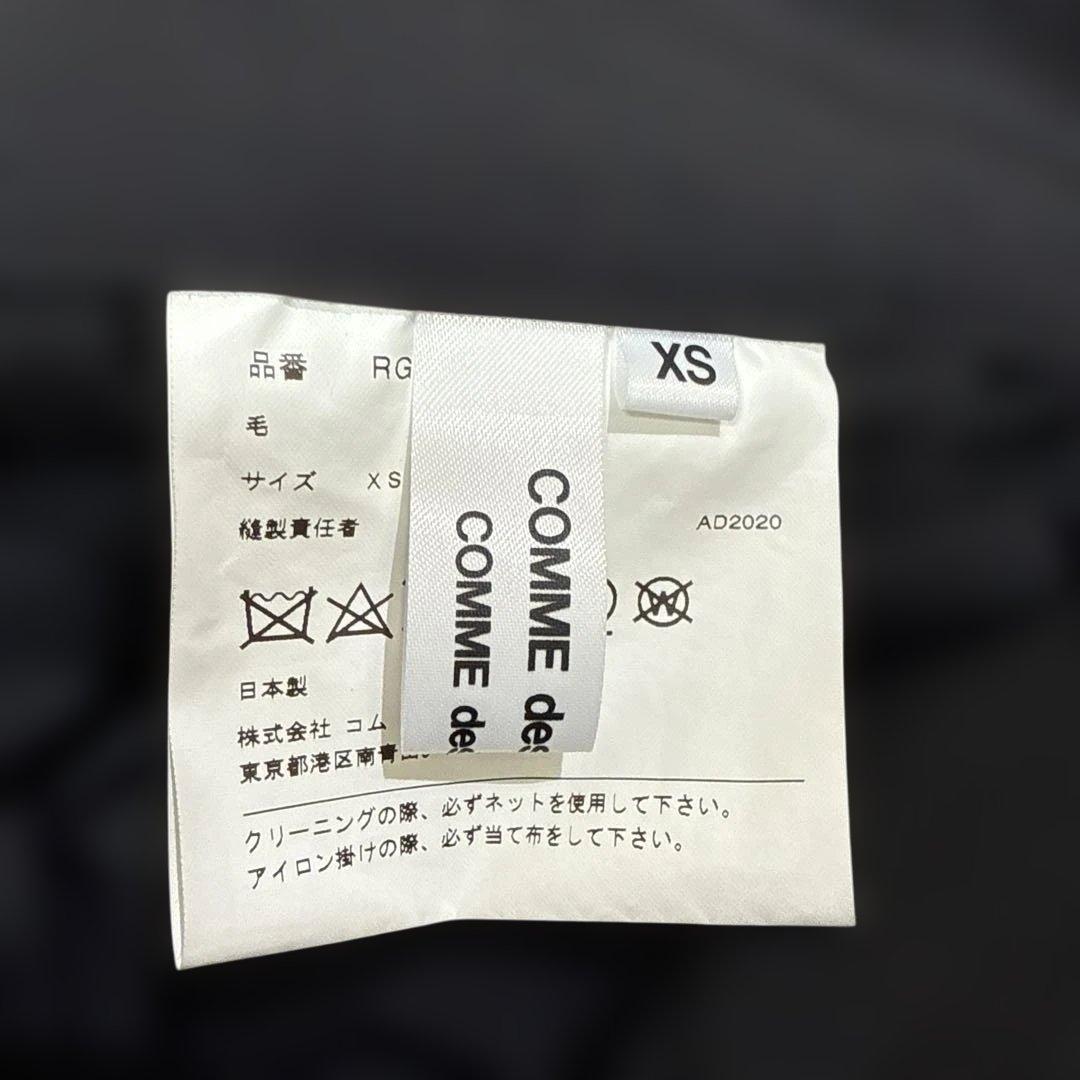 品番 RG
毛
サイズ XS
縫製責任者
AD2020
日本製
株式会社 コム
東京都港区南青山
クリーニングの際、必ずネットを使用して下さい。
アイロン掛けの際、必ず当て布をして下さい。
XS
COMME des
COMME des
W